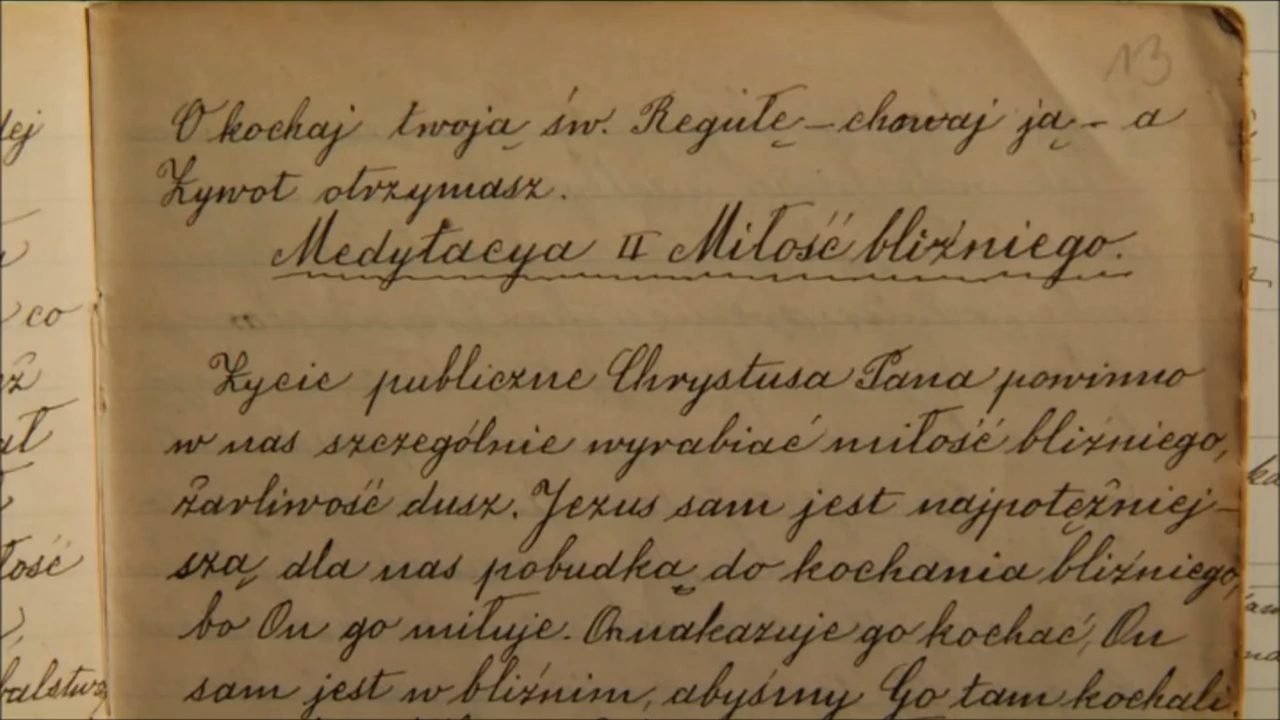 13
O kochaj twoją św. Regułę – chowaj ją – a
Żywot otrzymasz.
Medytacya II Miłość bliźniego.
Życie publiczne Chrystusa Pana powinno
w nas szczególnie wyrabiać miłość bliźniego,
żarliwość dusz. Jezus sam jest najpotężniej-
szą dla nas pobudką do kochania bliźniego,
bo On go miłuje. On nakazuje go kochać, On
sam jest w bliźnim, abyśmy Go tam kochali.
co